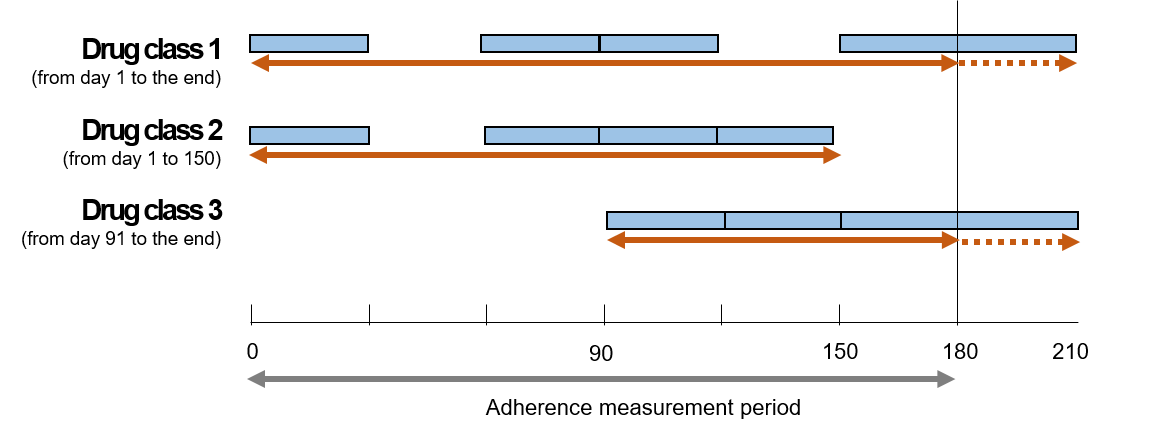 Drug class 1
(from day 1 to the end)
Drug class 2
(from day 1 to 150)
Drug class 3
(from day 91 to the end)
0 90 150 180 210
Adherence measurement period